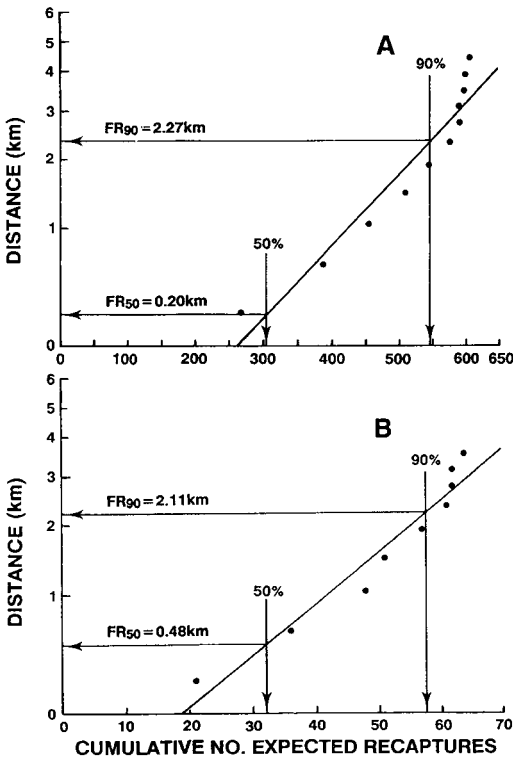 6
5
A
4
90%
3
FR90 = 2.27km
2
DISTANCE (km)
1
50%
FR50 = 0.20km
0
0 100 200 300 400 500 600 650
6
5
B
4
90%
3
FR90 = 2.11km
2
DISTANCE (km)
1
50%
FR50 = 0.48km
0
0 10 20 30 40 50 60 70
CUMULATIVE NO. EXPECTED RECAPTURES